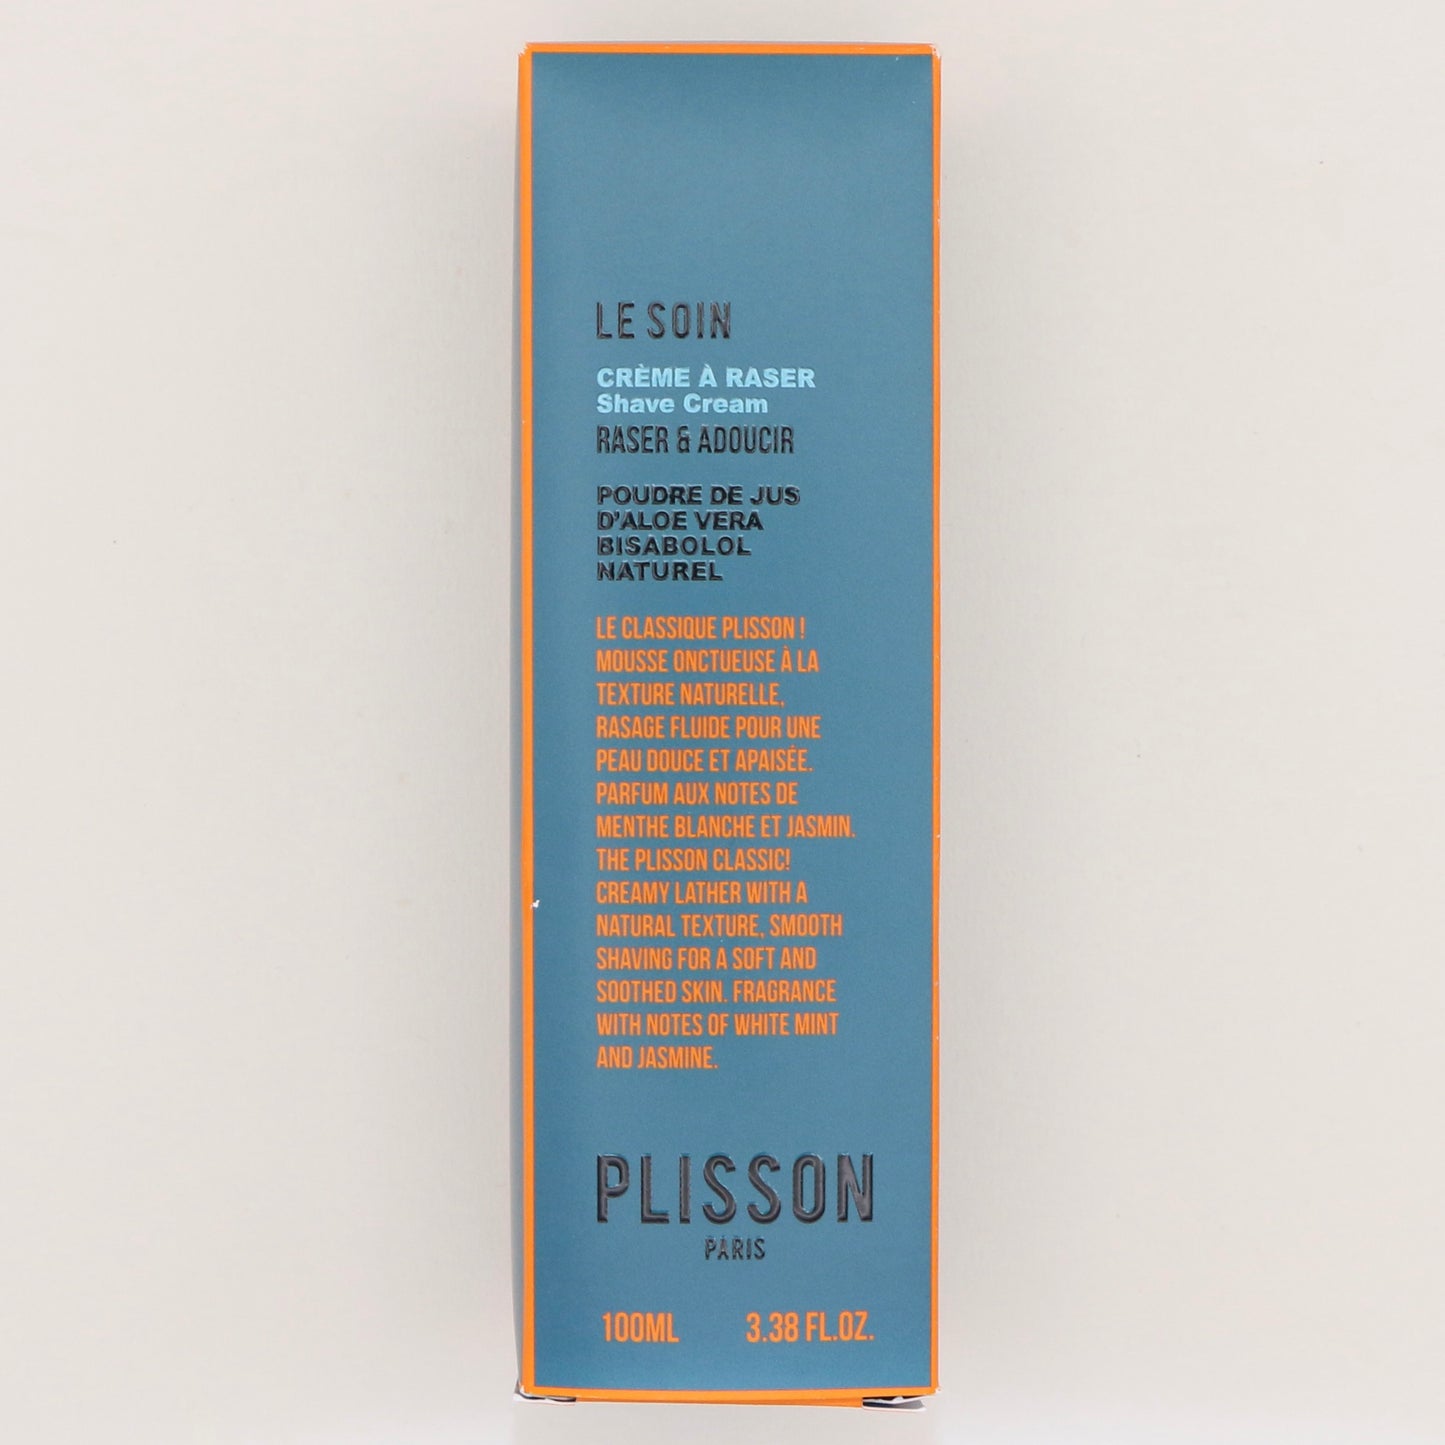 LE SOIN
CRÈME À RASER
Shave Cream
RASER & ADOUCIR
POUDRE DE JUS
D'ALOE VERA
BISABOLOL
NATUREL
LE CLASSIQUE PLISSON !
MOUSSE ONCTUEUSE À LA
TEXTURE NATURELLE,
RASAGE FLUIDE POUR UNE
PEAU DOUCE ET APAISÉE.
PARFUM AUX NOTES DE
MENTHE BLANCHE ET JASMIN.
THE PLISSON CLASSIC!
CREAMY LATHER WITH A
NATURAL TEXTURE, SMOOTH
SHAVING FOR A SOFT AND
SOOTHED SKIN. FRAGRANCE
WITH NOTES OF WHITE MINT
AND JASMINE.
PLISSON
PARIS
100ML 3.38 FL.OZ.